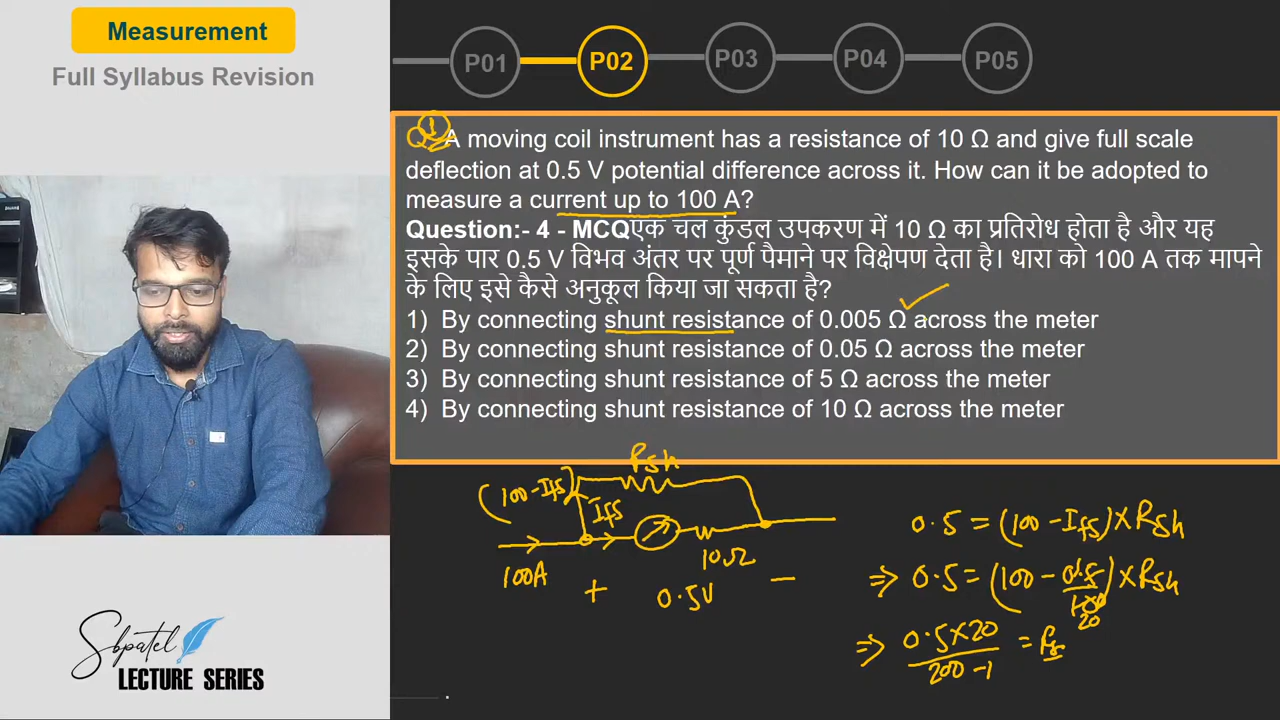 Measurement
Full Syllabus Revision
P01
P02
P03
P04
P05
Q 1 A moving coil instrument has a resistance of 10 Ω and give full scale
deflection at 0.5 V potential difference across it. How can it be adopted to
measure a current up to 100 A?
Question:- 4 - MCQएक चल कुंडल उपकरण में 10 Ω का प्रतिरोध होता है और यह
इसके पार 0.5 V विभव अंतर पर पूर्ण पैमाने पर विक्षेपण देता है। धारा को 100 A तक मापने
के लिए इसे कैसे अनुकूल किया जा सकता है?
1) By connecting shunt resistance of 0.005 Ω across the meter
2) By connecting shunt resistance of 0.05 Ω across the meter
3) By connecting shunt resistance of 5 Ω across the meter
4) By connecting shunt resistance of 10 Ω across the meter
Rsh
(100-Ifs)
Ifs
10Ω
100A
+ 0.5V −
0.5 = (100 - Ifs) × Rsh
⇒ 0.5 = (100 - 0.5/) × Rsh
20
⇒ 0.5×20/200-1 = Rs
Sbpatel
LECTURE SERIES